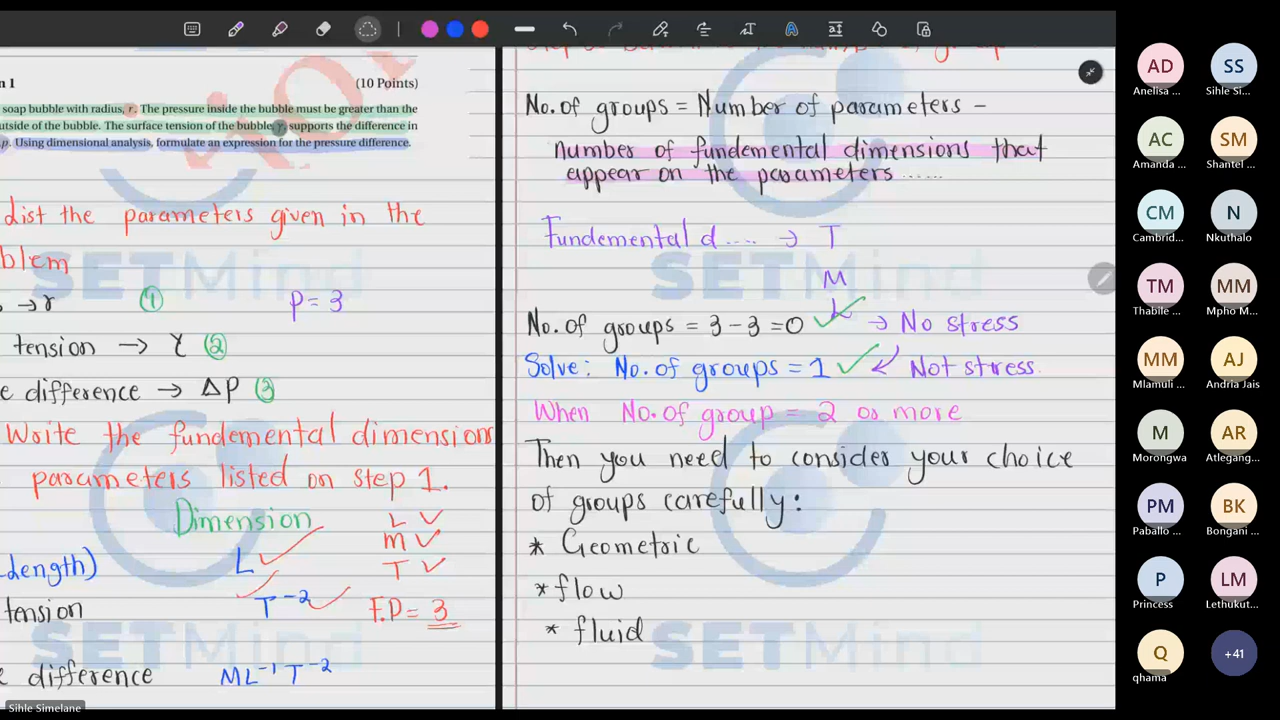 n 1 (10 Points)
soap bubble with radius, r. The pressure inside the bubble must be greater than the
utside of the bubble. The surface tension of the bubble, γ, supports the difference in
p. Using dimensional analysis, formulate an expression for the pressure difference.
List the parameters given in the
blem
→ r ① P = 3
tension → γ ②
e difference → ΔP ③
Write the fundemental dimensions
parameters listed on step 1.
Dimension L ✓
M ✓
Length) L ✓ T ✓
tension T⁻² ✓ F.P = 3
e difference ML⁻¹ T⁻²
SETMind
No. of groups = Number of parameters –
number of fundemental dimensions that
appear on the parameters ......
Fundemental d.... → T
M
L
No. of groups = 3 – 3 = 0 ✓ → No stress
Solve: No. of groups = 1 ✓ ↙ Not stress.
When No. of group = 2 or more
Then you need to consider your choice
of groups carefully:
* Geometric
* flow
* fluid
SETMind
AD
Anelisa ...
SS
Sihle Si...
AC
Amanda ...
SM
Shantel ...
CM
Cambrid...
N
Nkuthalo
TM
Thabile ...
MM
Mpho M...
MM
Mlamuli ...
AJ
Andria Jais
M
Morongwa
AR
Atlegang...
PM
Paballo ...
BK
Bongani ...
P
Princess
LM
Lethukut...
Q
qhama
+41
Sihle Simelane